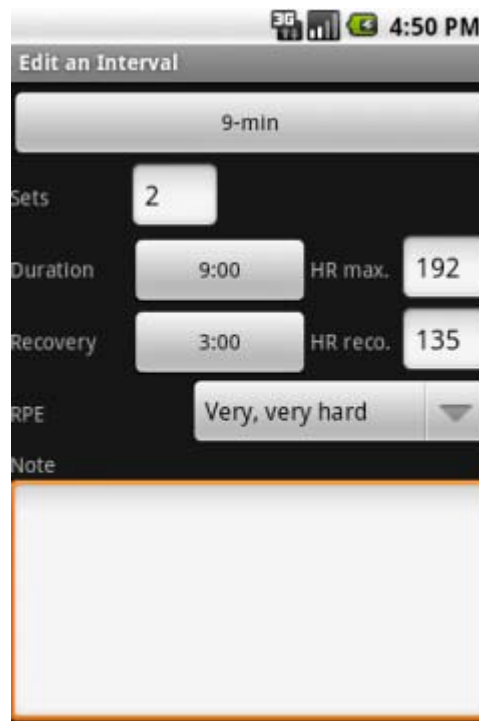 3G 4:50 PM
Edit an Interval
9-min
Sets 2
Duration 9:00 HR max. 192
Recovery 3:00 HR reco. 135
RPE Very, very hard
Note